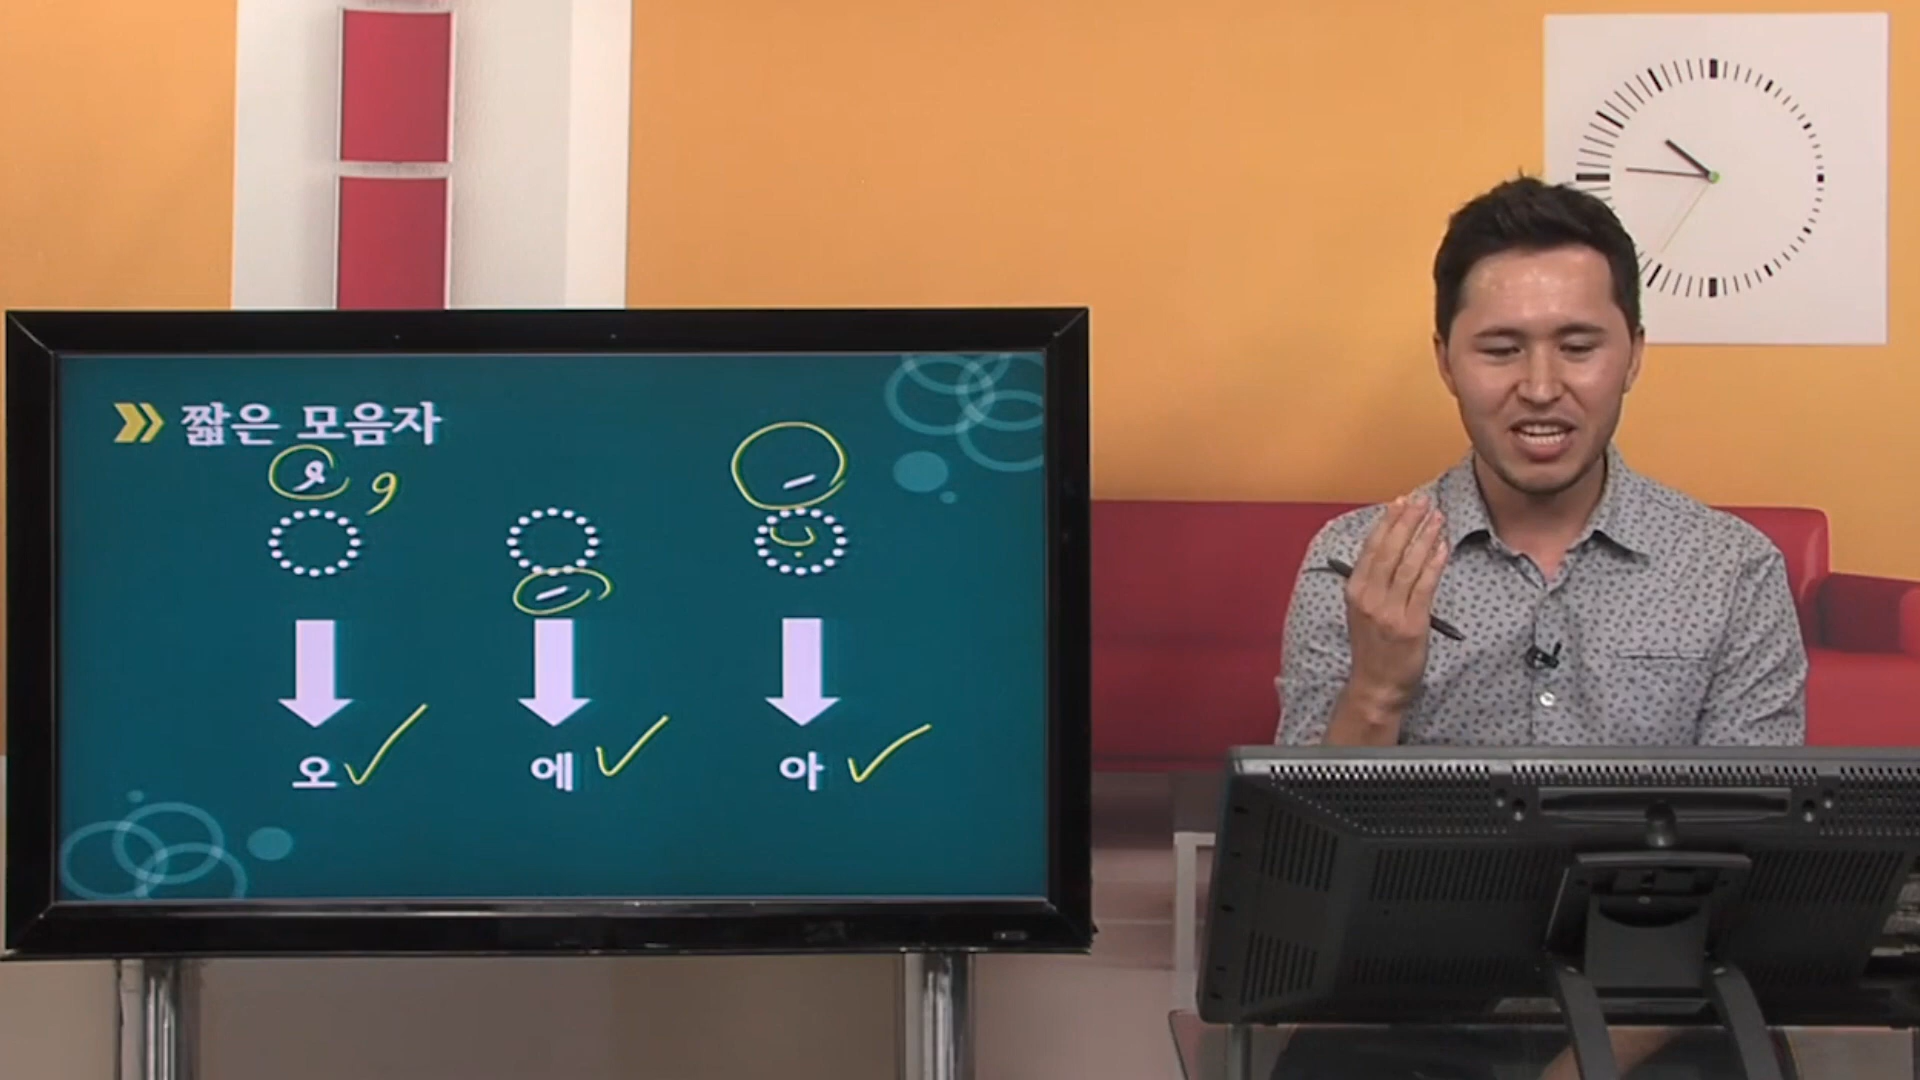 짧은 모음자
ُ و َ
ب
ِ
오 에 아